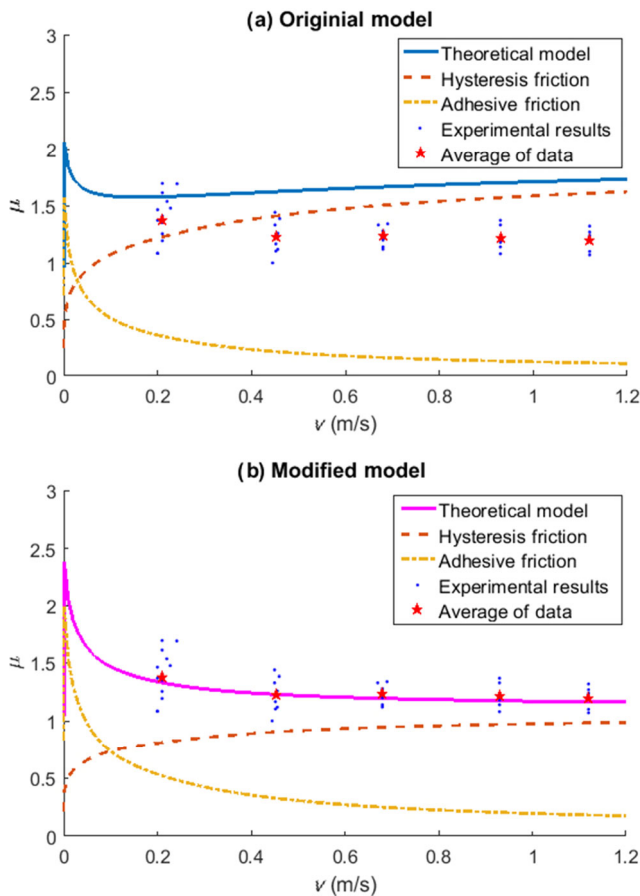 (a) Originial model
3
2.5
2
1.5
1
0.5
0
μ
Theoretical model
Hysteresis friction
Adhesive friction
Experimental results
Average of data
0 0.2 0.4 0.6 0.8 1 1.2
v (m/s)
(b) Modified model
3
2.5
2
1.5
1
0.5
0
μ
Theoretical model
Hysteresis friction
Adhesive friction
Experimental results
Average of data
0 0.2 0.4 0.6 0.8 1 1.2
v (m/s)